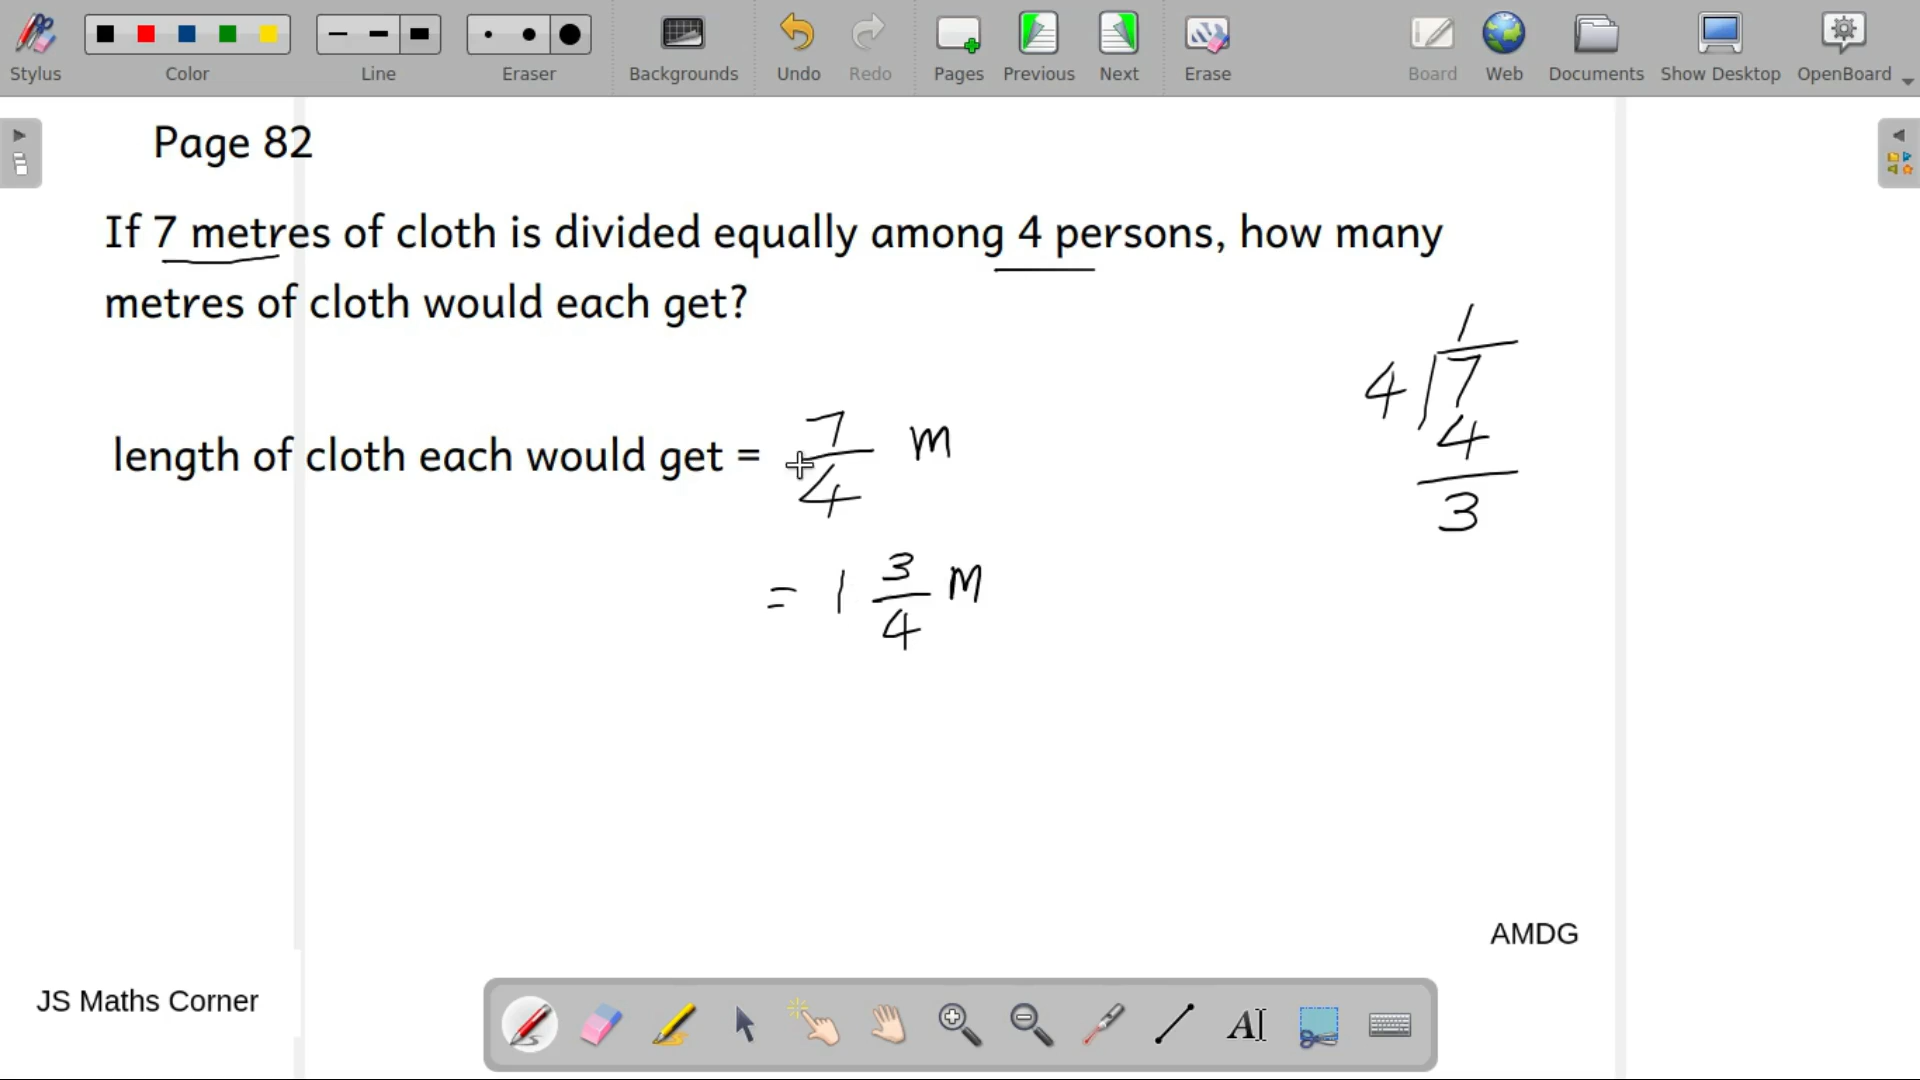 Stylus Color Line Eraser Backgrounds Undo Redo Pages Previous Next Erase Board Web Documents Show Desktop OpenBoard
Page 82
If 7 metres of cloth is divided equally among 4 persons, how many
metres of cloth would each get?
length of cloth each would get = 7/4 m
= 1 3/4 m
1
4 7
4
3
AMDG
JS Maths Corner
AI